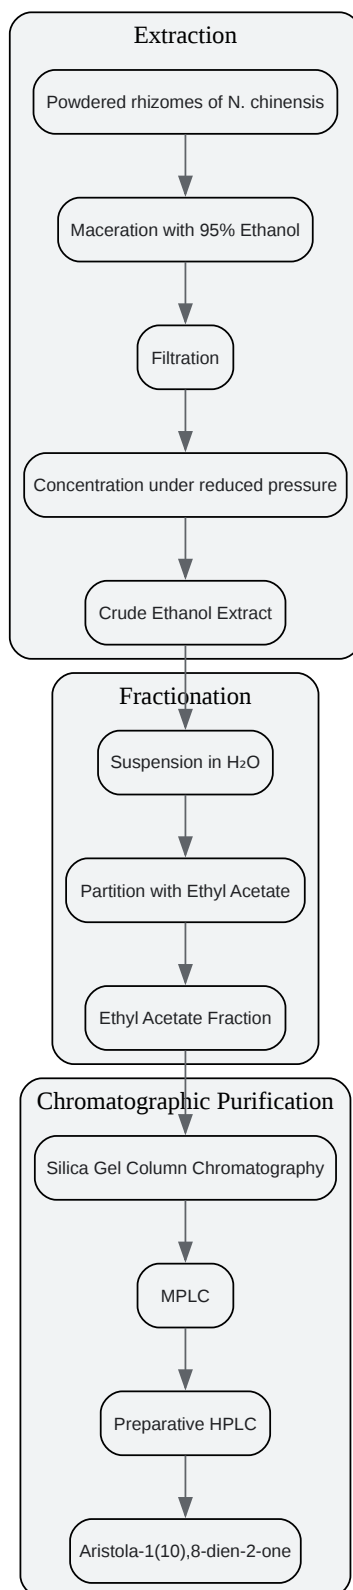 Extraction
Powdered rhizomes of N. chinensis
Maceration with 95% Ethanol
Filtration
Concentration under reduced pressure
Crude Ethanol Extract
Fractionation
Suspension in H₂O
Partition with Ethyl Acetate
Ethyl Acetate Fraction
Chromatographic Purification
Silica Gel Column Chromatography
MPLC
Preparative HPLC
Aristola-1(10),8-dien-2-one